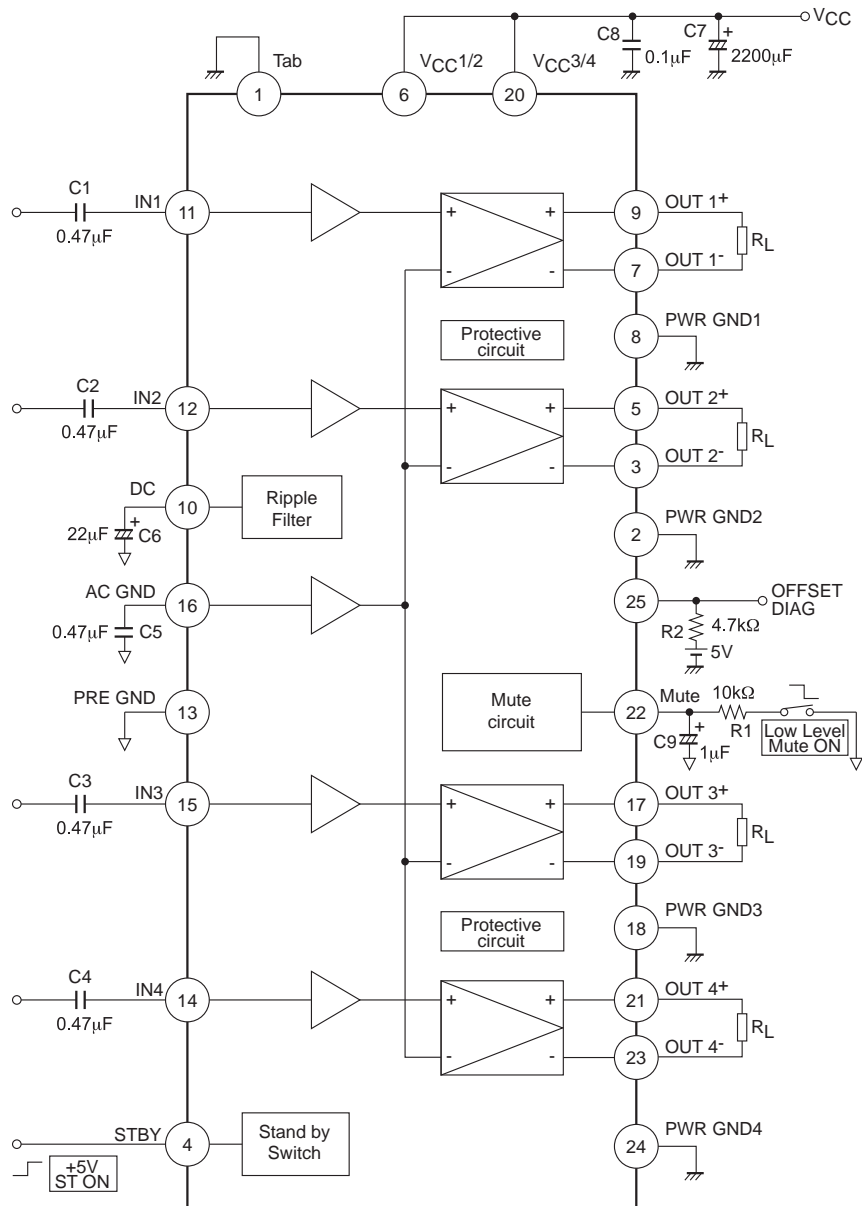 VCC
C8
C7
+
0.1µF
2200µF
Tab
VCC1/2
VCC3/4
1
6
20
C1
0.47µF
IN1
11
+
+
-
-
9
OUT 1+
RL
7
OUT 1-
Protective
circuit
8
PWR GND1
C2
0.47µF
IN2
12
+
+
-
-
5
OUT 2+
RL
3
OUT 2-
DC
10
Ripple
Filter
+
22µF
C6
2
PWR GND2
AC GND
16
0.47µF
C5
25
OFFSET
DIAG
R2
4.7kΩ
5V
PRE GND
13
Mute
circuit
22
Mute
10kΩ
R1
+
C9
1µF
Low Level
Mute ON
C3
0.47µF
IN3
15
+
+
-
-
17
OUT 3+
RL
19
OUT 3-
Protective
circuit
18
PWR GND3
C4
0.47µF
IN4
14
+
+
-
-
21
OUT 4+
RL
23
OUT 4-
STBY
4
Stand by
Switch
+5V
ST ON
24
PWR GND4